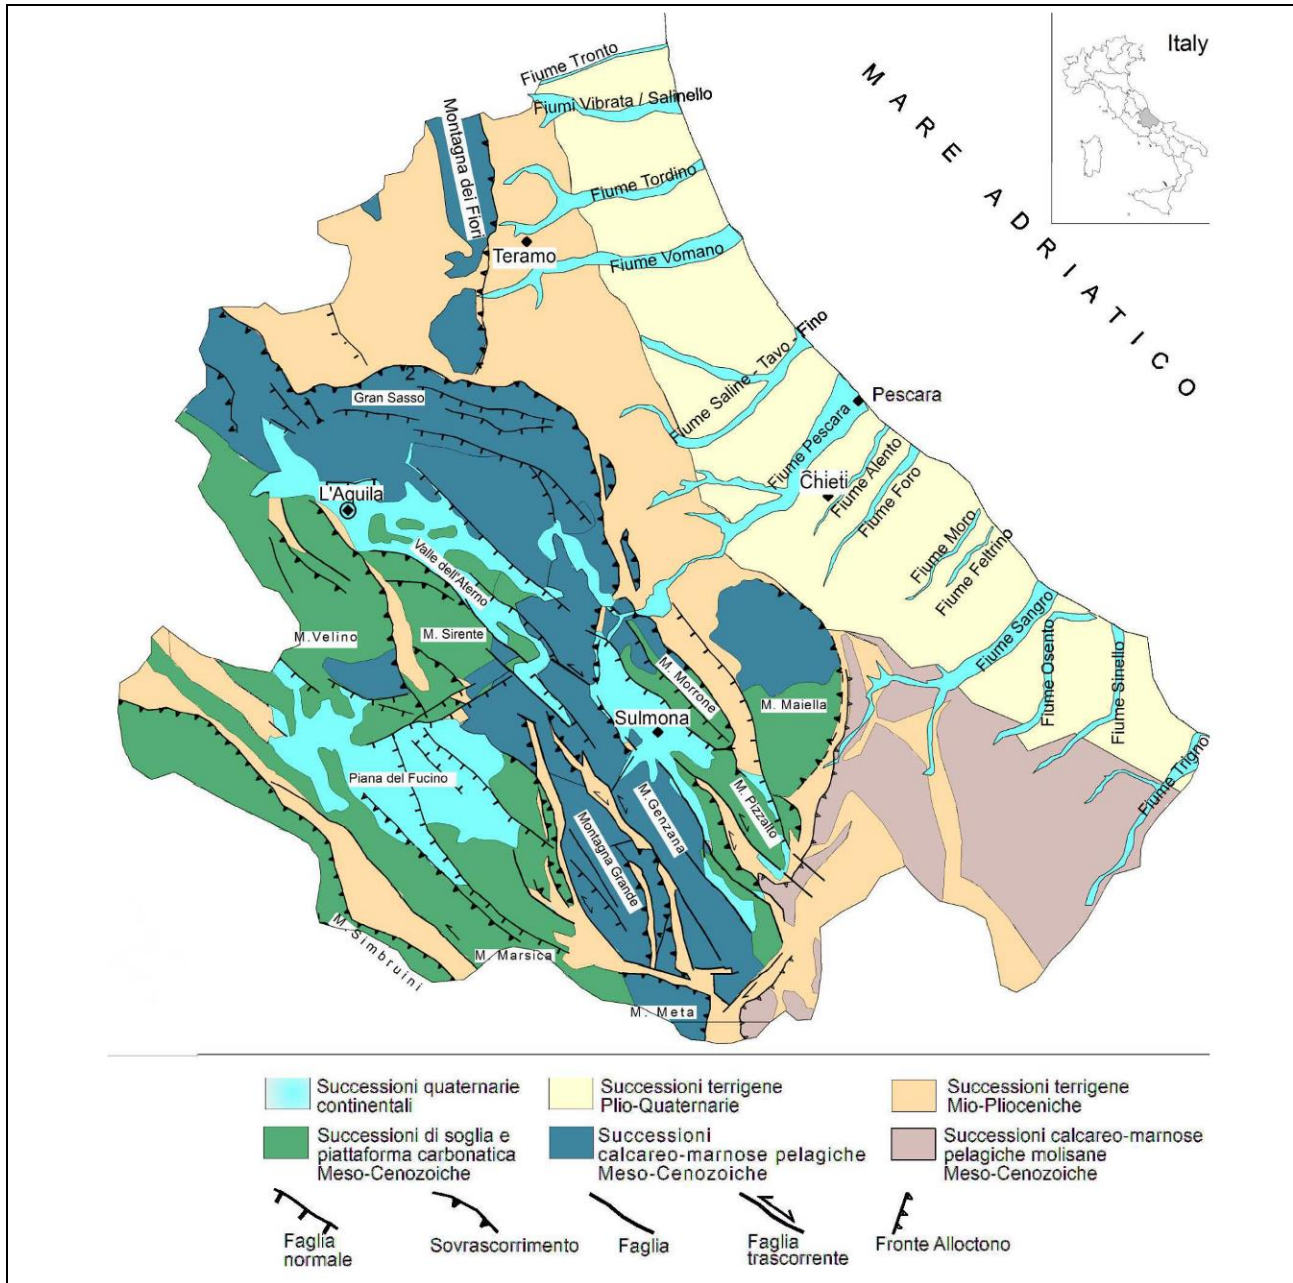 Italy
MARE ADRIATICO
Fiume Tronto
Fiumi Vibrata / Salinello
Montagna dei Fiori
Fiume Tordino
Teramo
Fiume Vomano
Fiume Saline - Tavo - Fino
2
Gran Sasso
Pescara
Fiume Pescara
Fiume Alento
Chieti
Fiume Foro
L'Aquila
Fiume Moro
Fiume Feltrino
Valle dell'Aterno
Fiume Sangro
M.Velino
M. Sirente
Fiume Osento
Fiume Sinello
M. Morrone
M. Maiella
Sulmona
Fiume Trigno
Piana del Fucino
M. Genzana
M. Pizzalto
Montagna Grande
M. Simbruini
M. Marsica
M. Meta
Successioni quaternarie
continentali
Successioni terrigene
Plio-Quaternarie
Successioni terrigene
Mio-Plioceniche
Successioni di soglia e
piattaforma carbonatica
Meso-Cenozoiche
Successioni
calcareo-marnose pelagiche
Meso-Cenozoiche
Successioni calcareo-marnose
pelagiche molisane
Meso-Cenozoiche
Faglia
normale
Sovrascorrimento
Faglia
Faglia
trascorrente
Fronte Alloctono